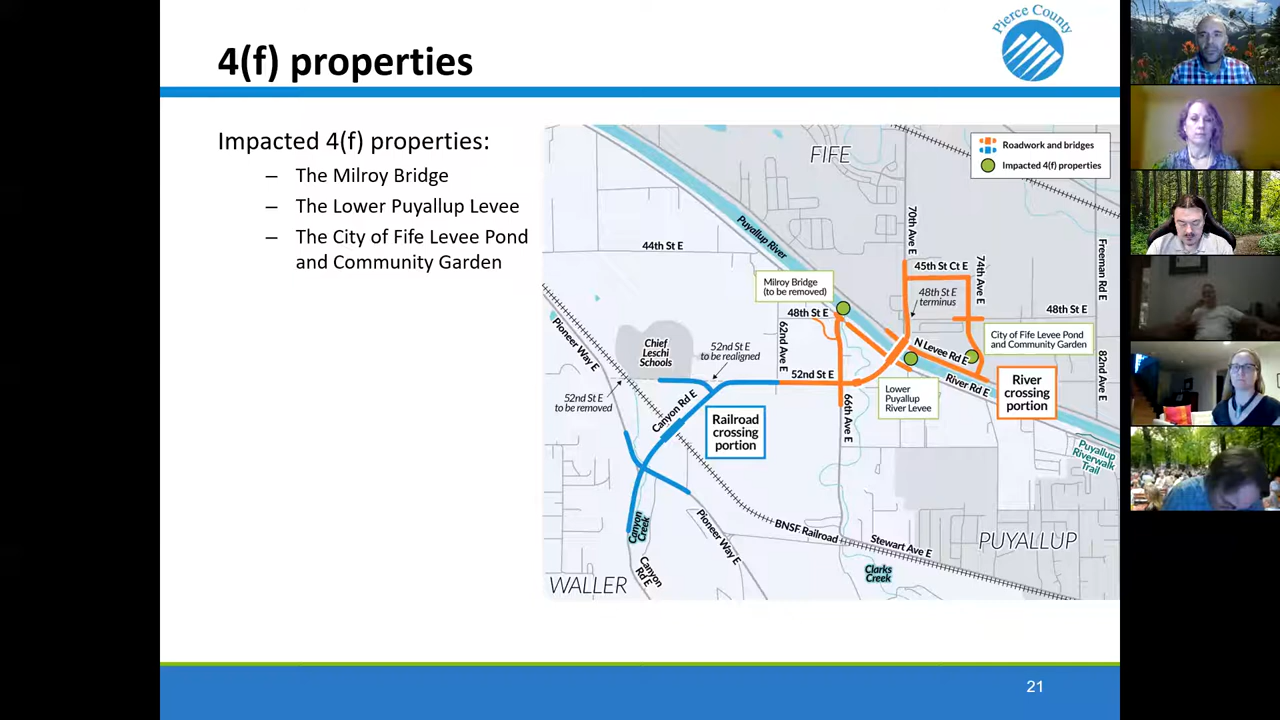 4(f) properties
Pierce County
Impacted 4(f) properties:
– The Milroy Bridge
– The Lower Puyallup Levee
– The City of Fife Levee Pond
and Community Garden
FIFE
Roadwork and bridges
Impacted 4(f) properties
Puyallup River
70th Ave E
44th St E
45th St Ct E
74th Ave E
Freeman Rd E
Milroy Bridge
(to be removed)
48th St E
terminus
48th St E
48th St E
City of Fife Levee Pond
and Community Garden
Pioneer Way E
Chief
Leschi
Schools
52nd St E
to be realigned
62nd Ave E
N Levee Rd E
82nd Ave E
52nd St E
River Rd E
River
crossing
portion
52nd St E
to be removed
Canyon Rd E
Lower
Puyallup
River Levee
66th Ave E
Railroad
crossing
portion
Puyallup
Riverwalk
Trail
Canyon
Creek
Pioneer Way E
BNSF Railroad
Stewart Ave E
PUYALLUP
Canyon
Rd E
Clarks
Creek
WALLER
21